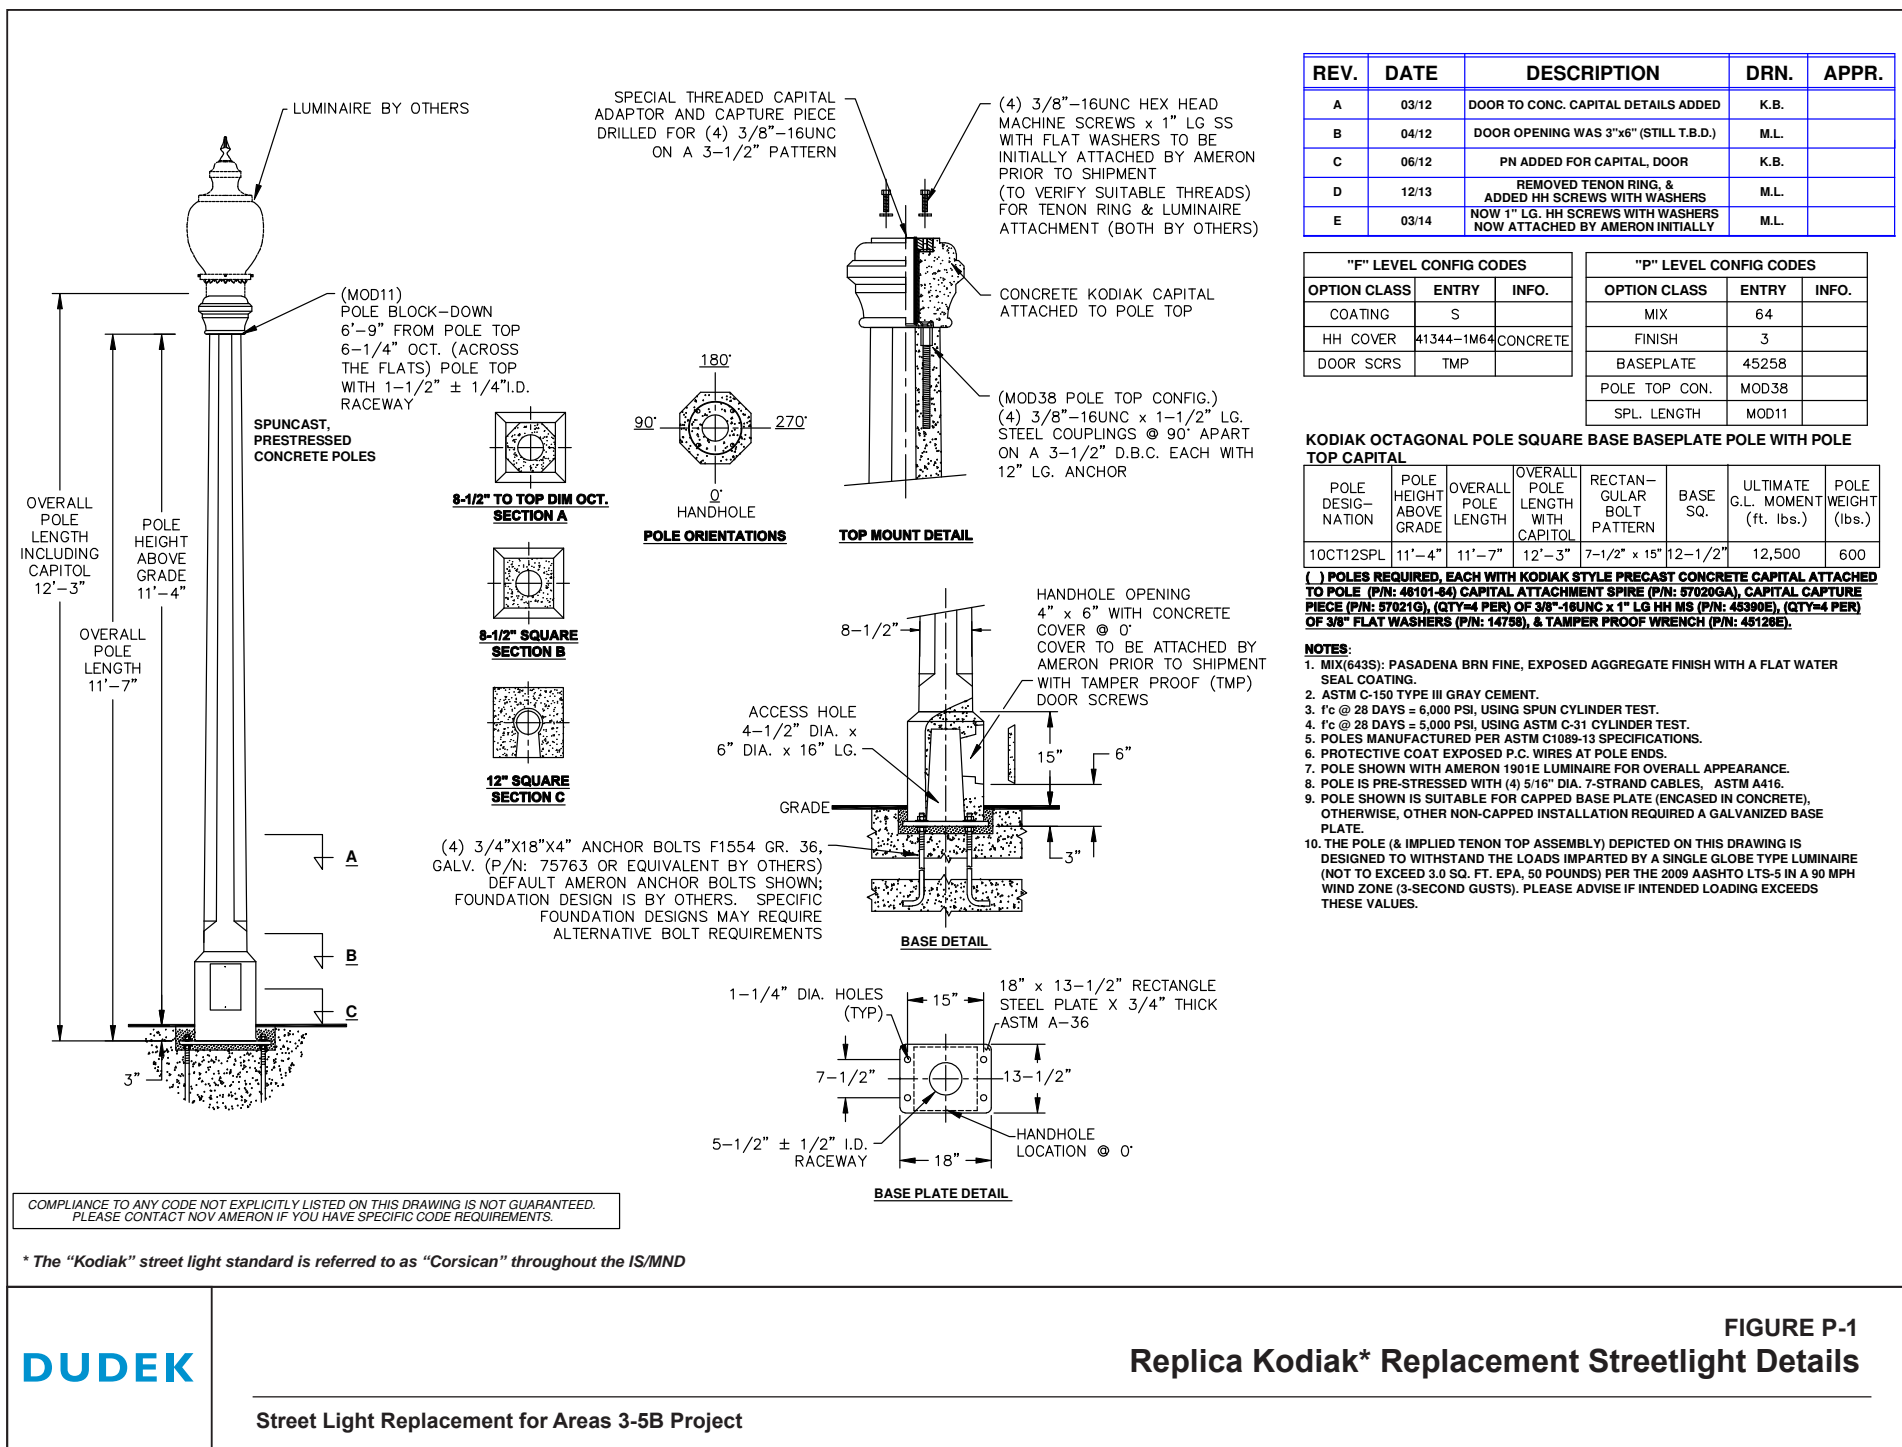 LUMINAIRE BY OTHERS
(MOD11)
POLE BLOCK-DOWN
6'-9" FROM POLE TOP
6-1/4" OCT. (ACROSS
THE FLATS) POLE TOP
WITH 1-1/2" ± 1/4"I.D.
RACEWAY
SPUNCAST,
PRESTRESSED
CONCRETE POLES
OVERALL
POLE
LENGTH
INCLUDING
CAPITOL
12'-3"
POLE
HEIGHT
ABOVE
GRADE
11'-4"
OVERALL
POLE
LENGTH
11'-7"
A
B
C
3"
8-1/2" TO TOP DIM OCT.
SECTION A
8-1/2" SQUARE
SECTION B
12" SQUARE
SECTION C
180°
90°
270°
0°
HANDHOLE
POLE ORIENTATIONS
SPECIAL THREADED CAPITAL
ADAPTOR AND CAPTURE PIECE
DRILLED FOR (4) 3/8"-16UNC
ON A 3-1/2" PATTERN
(4) 3/8"-16UNC HEX HEAD
MACHINE SCREWS x 1" LG SS
WITH FLAT WASHERS TO BE
INITIALLY ATTACHED BY AMERON
PRIOR TO SHIPMENT
(TO VERIFY SUITABLE THREADS)
FOR TENON RING & LUMINAIRE
ATTACHMENT (BOTH BY OTHERS)
CONCRETE KODIAK CAPITAL
ATTACHED TO POLE TOP
(MOD38 POLE TOP CONFIG.)
(4) 3/8"-16UNC x 1-1/2" LG.
STEEL COUPLINGS @ 90° APART
ON A 3-1/2" D.B.C. EACH WITH
12" LG. ANCHOR
TOP MOUNT DETAIL
HANDHOLE OPENING
4" x 6" WITH CONCRETE
COVER @ 0°
COVER TO BE ATTACHED BY
AMERON PRIOR TO SHIPMENT
WITH TAMPER PROOF (TMP)
DOOR SCREWS
8-1/2"
ACCESS HOLE
4-1/2" DIA. x
6" DIA. x 16" LG.
15"
6"
GRADE
3"
(4) 3/4"X18"X4" ANCHOR BOLTS F1554 GR. 36,
GALV. (P/N: 75763 OR EQUIVALENT BY OTHERS)
DEFAULT AMERON ANCHOR BOLTS SHOWN;
FOUNDATION DESIGN IS BY OTHERS. SPECIFIC
FOUNDATION DESIGNS MAY REQUIRE
ALTERNATIVE BOLT REQUIREMENTS
BASE DETAIL
1-1/4" DIA. HOLES
(TYP)
15"
18" x 13-1/2" RECTANGLE
STEEL PLATE X 3/4" THICK
ASTM A-36
7-1/2"
13-1/2"
5-1/2" ± 1/2" I.D.
RACEWAY
18"
HANDHOLE
LOCATION @ 0°
BASE PLATE DETAIL
REV. DATE DESCRIPTION DRN. APPR.
A 03/12 DOOR TO CONC. CAPITAL DETAILS ADDED K.B.
B 04/12 DOOR OPENING WAS 3"x6" (STILL T.B.D.) M.L.
C 06/12 PN ADDED FOR CAPITAL, DOOR K.B.
D 12/13 REMOVED TENON RING, &
ADDED HH SCREWS WITH WASHERS M.L.
E 03/14 NOW 1" LG. HH SCREWS WITH WASHERS
NOW ATTACHED BY AMERON INITIALLY M.L.
"F" LEVEL CONFIG CODES
OPTION CLASS ENTRY INFO.
COATING S
HH COVER 41344-1M64 CONCRETE
DOOR SCRS TMP
"P" LEVEL CONFIG CODES
OPTION CLASS ENTRY INFO.
MIX 64
FINISH 3
BASEPLATE 45258
POLE TOP CON. MOD38
SPL. LENGTH MOD11
KODIAK OCTAGONAL POLE SQUARE BASE BASEPLATE POLE WITH POLE
TOP CAPITAL
POLE DESIG-NATION POLE HEIGHT ABOVE GRADE OVERALL POLE LENGTH OVERALL POLE LENGTH WITH CAPITOL RECTAN-GULAR BOLT PATTERN BASE SQ. ULTIMATE G.L. MOMENT (ft. lbs.) POLE WEIGHT (lbs.)
10CT12SPL 11'-4" 11'-7" 12'-3" 7-1/2" x 15" 12-1/2" 12,500 600
( ) POLES REQUIRED, EACH WITH KODIAK STYLE PRECAST CONCRETE CAPITAL ATTACHED
TO POLE (P/N: 46101-64) CAPITAL ATTACHMENT SPIRE (P/N: 57020GA), CAPITAL CAPTURE
PIECE (P/N: 57021G), (QTY=4 PER) OF 3/8"-16UNC x 1" LG HH MS (P/N: 45390E), (QTY=4 PER)
OF 3/8" FLAT WASHERS (P/N: 14758), & TAMPER PROOF WRENCH (P/N: 45126E).
NOTES:
1. MIX(643S): PASADENA BRN FINE, EXPOSED AGGREGATE FINISH WITH A FLAT WATER
SEAL COATING.
2. ASTM C-150 TYPE III GRAY CEMENT.
3. f'c @ 28 DAYS = 6,000 PSI, USING SPUN CYLINDER TEST.
4. f'c @ 28 DAYS = 5,000 PSI, USING ASTM C-31 CYLINDER TEST.
5. POLES MANUFACTURED PER ASTM C1089-13 SPECIFICATIONS.
6. PROTECTIVE COAT EXPOSED P.C. WIRES AT POLE ENDS.
7. POLE SHOWN WITH AMERON 1901E LUMINAIRE FOR OVERALL APPEARANCE.
8. POLE IS PRE-STRESSED WITH (4) 5/16" DIA. 7-STRAND CABLES, ASTM A416.
9. POLE SHOWN IS SUITABLE FOR CAPPED BASE PLATE (ENCASED IN CONCRETE),
OTHERWISE, OTHER NON-CAPPED INSTALLATION REQUIRED A GALVANIZED BASE
PLATE.
10. THE POLE (& IMPLIED TENON TOP ASSEMBLY) DEPICTED ON THIS DRAWING IS
DESIGNED TO WITHSTAND THE LOADS IMPARTED BY A SINGLE GLOBE TYPE LUMINAIRE
(NOT TO EXCEED 3.0 SQ. FT. EPA, 50 POUNDS) PER THE 2009 AASHTO LTS-5 IN A 90 MPH
WIND ZONE (3-SECOND GUSTS). PLEASE ADVISE IF INTENDED LOADING EXCEEDS
THESE VALUES.
COMPLIANCE TO ANY CODE NOT EXPLICITLY LISTED ON THIS DRAWING IS NOT GUARANTEED.
PLEASE CONTACT NOV AMERON IF YOU HAVE SPECIFIC CODE REQUIREMENTS.
* The “Kodiak” street light standard is referred to as “Corsican” throughout the IS/MND
DUDEK
FIGURE P-1
Replica Kodiak* Replacement Streetlight Details
Street Light Replacement for Areas 3-5B Project